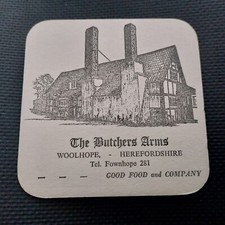 The Butchers Arms
WOOLHOPE, - HEREFORDSHIRE
Tel. Fownhope 281
— — — GOOD FOOD and COMPANY